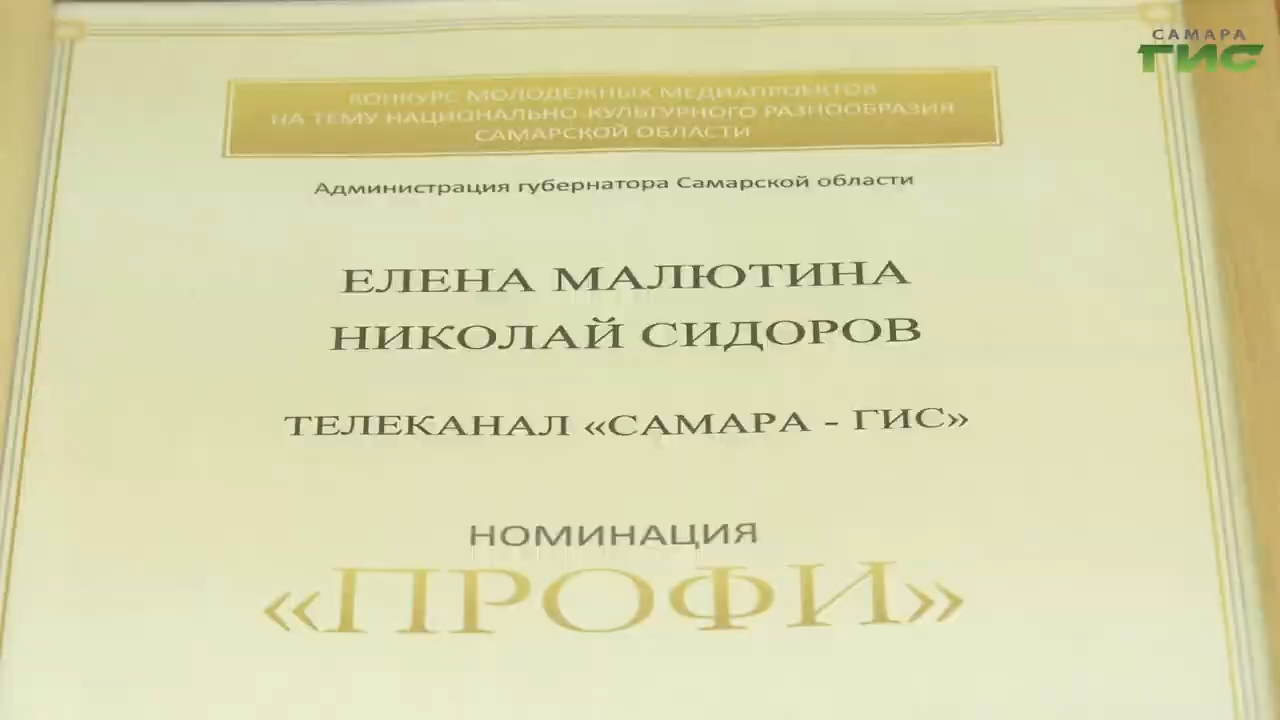 САМАРА
ГИС
КОНКУРС МОЛОДЕЖНЫХ МЕДИАПРОЕКТОВ
НА ТЕМУ НАЦИОНАЛЬНО-КУЛЬТУРНОГО РАЗНООБРАЗИЯ
САМАРСКОЙ ОБЛАСТИ
Администрация губернатора Самарской области
ЕЛЕНА МАЛЮТИНА
НИКОЛАЙ СИДОРОВ
ТЕЛЕКАНАЛ «САМАРА - ГИС»
НОМИНАЦИЯ
«ПРОФИ»